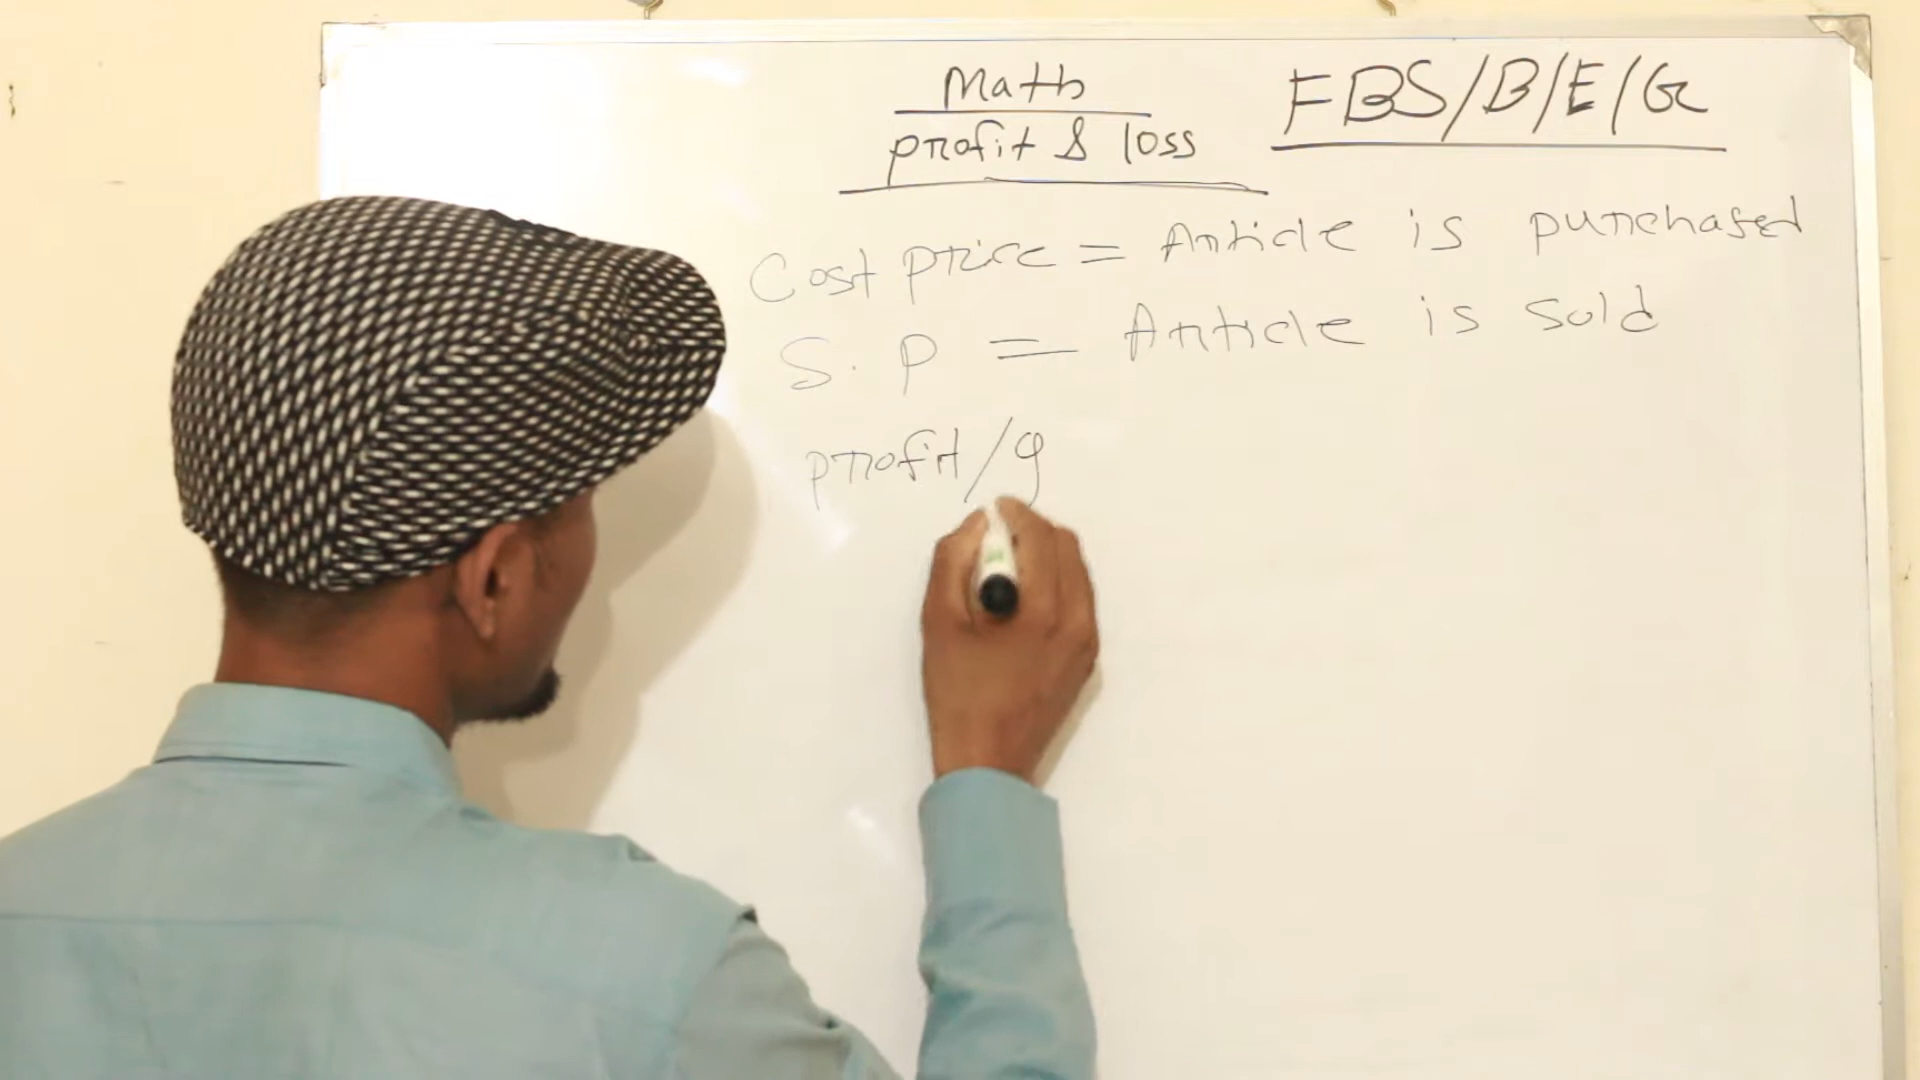 Math
profit & loss
FBS/B/E/G
Cost price = Article is purchased
S. P = Article is sold
profit/g